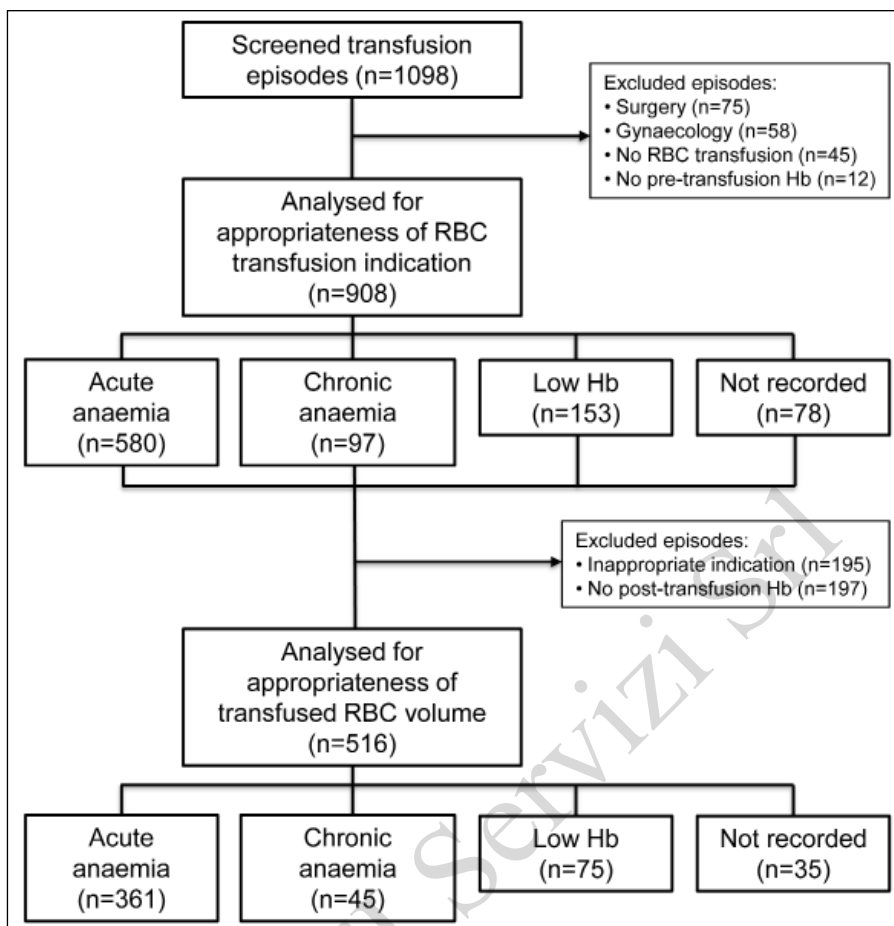 Screened transfusion
episodes (n=1098)
Excluded episodes:
• Surgery (n=75)
• Gynaecology (n=58)
• No RBC transfusion (n=45)
• No pre-transfusion Hb (n=12)
Analysed for
appropriateness of RBC
transfusion indication
(n=908)
Acute
anaemia
(n=580)
Chronic
anaemia
(n=97)
Low Hb
(n=153)
Not recorded
(n=78)
Excluded episodes:
• Inappropriate indication (n=195)
• No post-transfusion Hb (n=197)
Analysed for
appropriateness of
transfused RBC volume
(n=516)
Acute
anaemia
(n=361)
Chronic
anaemia
(n=45)
Low Hb
(n=75)
Not recorded
(n=35)
Servizi Srl